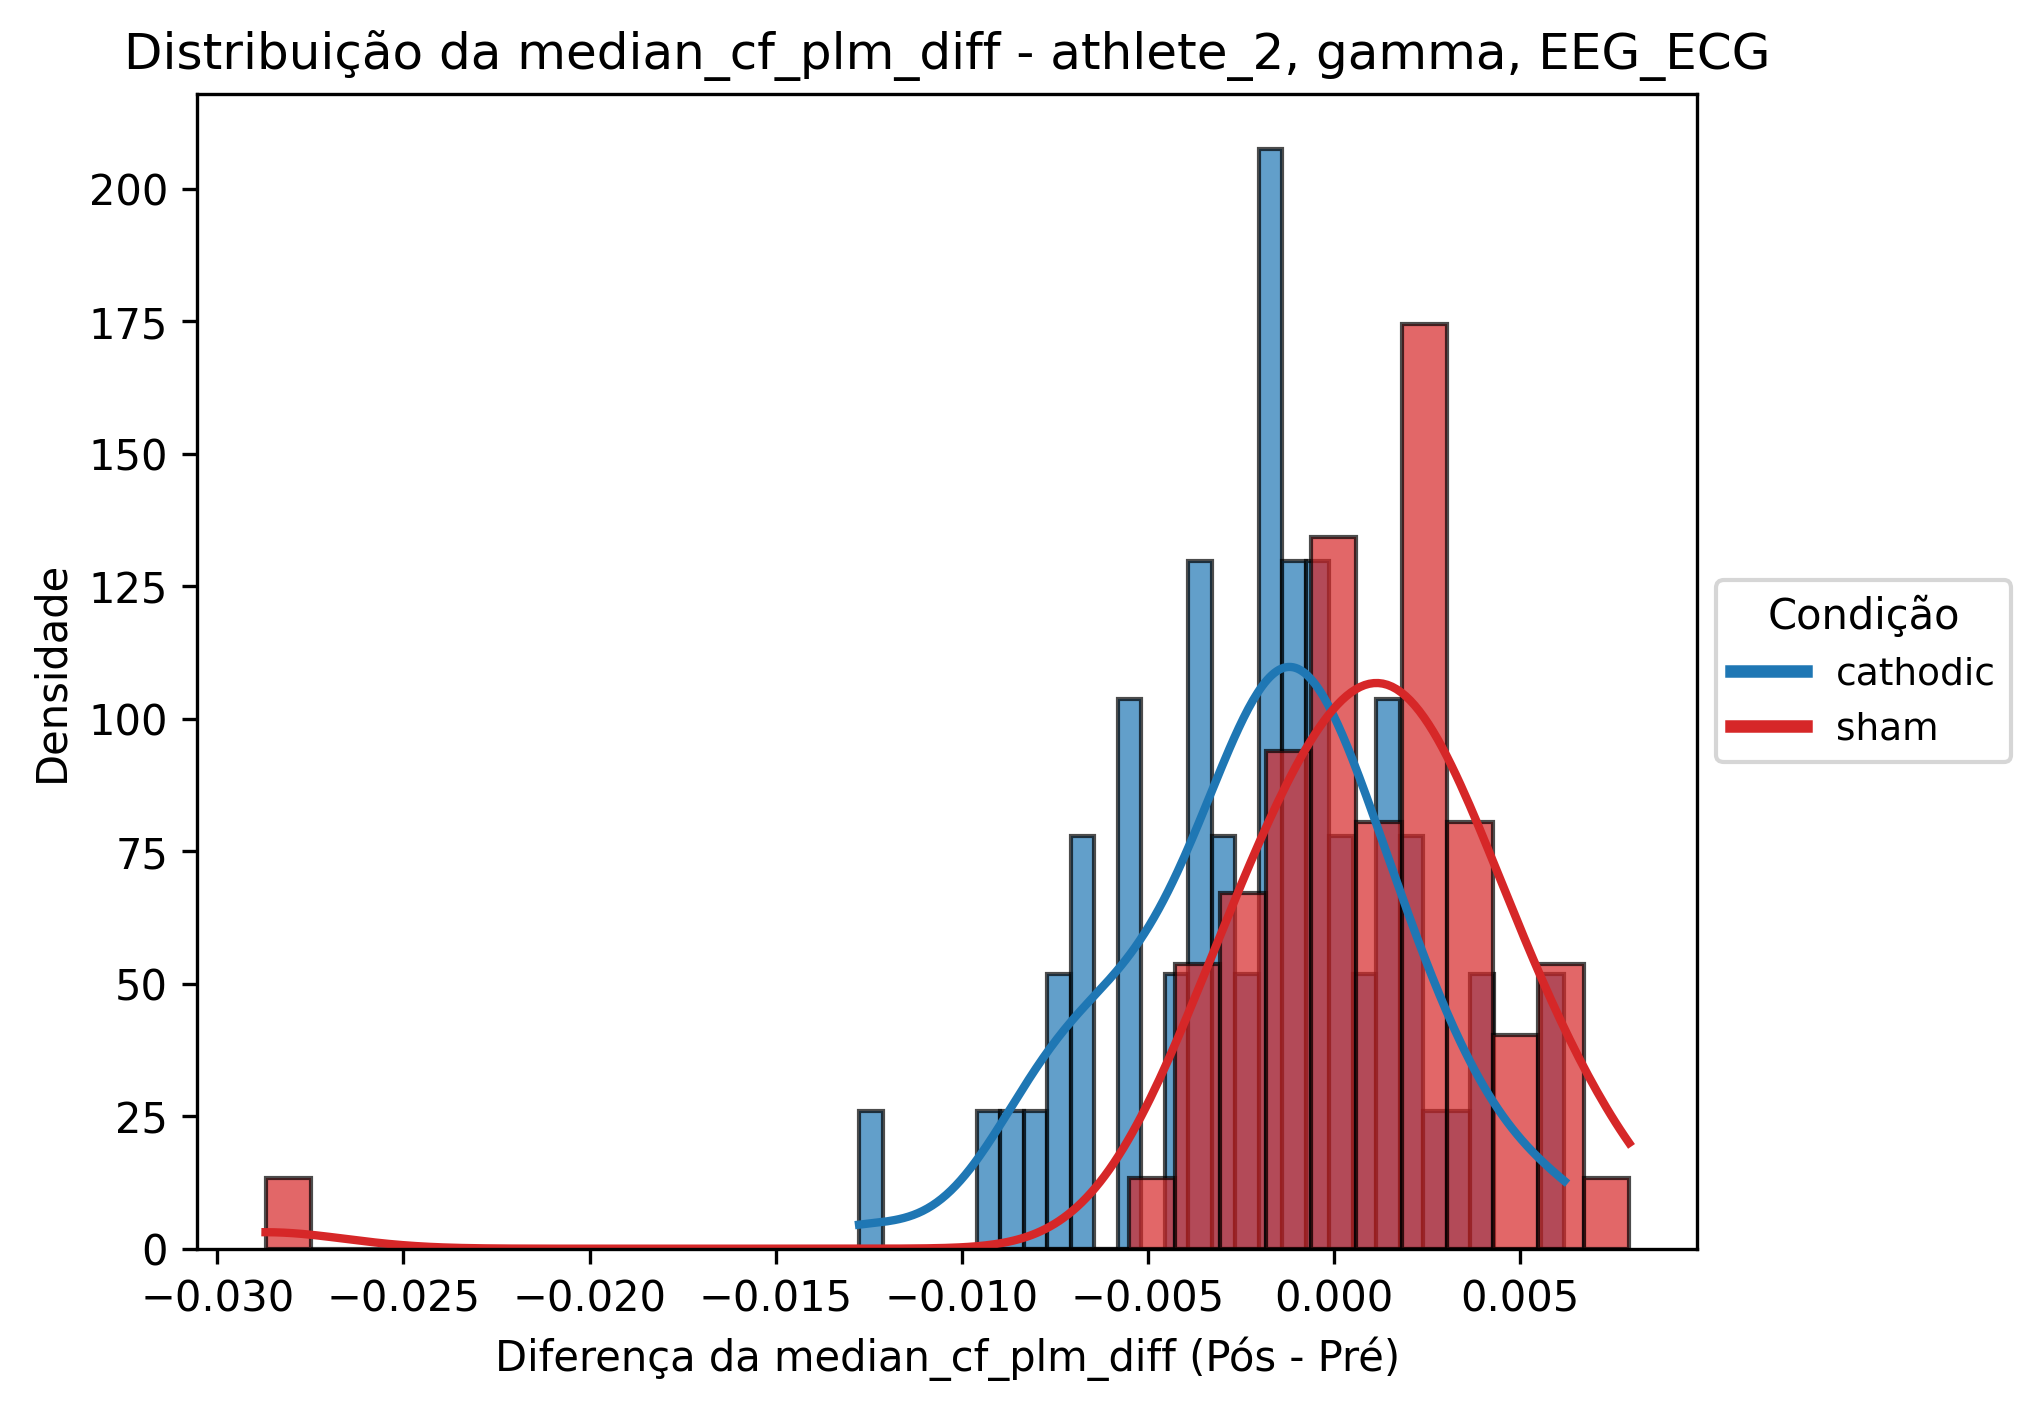 Distribuição da median_cf_plm_diff - athlete_2, gamma, EEG_ECG
Densidade
200
175
150
125
100
75
50
25
0
−0.030 −0.025 −0.020 −0.015 −0.010 −0.005 0.000 0.005
Diferença da median_cf_plm_diff (Pós - Pré)
Condição
cathodic
sham